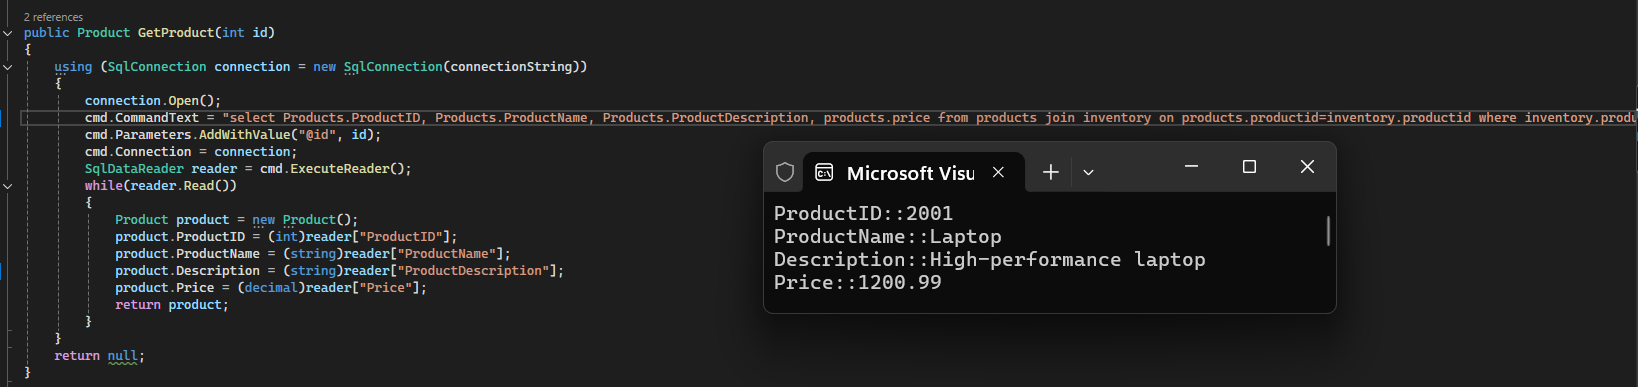 2 references
public Product GetProduct(int id)
{
using (SqlConnection connection = new SqlConnection(connectionString))
{
connection.Open();
cmd.CommandText = "select Products.ProductID, Products.ProductName, Products.ProductDescription, products.price from products join inventory on products.productid=inventory.productid where inventory.produ
cmd.Parameters.AddWithValue("@id", id);
cmd.Connection = connection;
SqlDataReader reader = cmd.ExecuteReader();
while(reader.Read())
{
Product product = new Product();
product.ProductID = (int)reader["ProductID"];
product.ProductName = (string)reader["ProductName"];
product.Description = (string)reader["ProductDescription"];
product.Price = (decimal)reader["Price"];
return product;
}
}
return null;
}
Microsoft Visu
ProductID::2001
ProductName::Laptop
Description::High-performance laptop
Price::1200.99